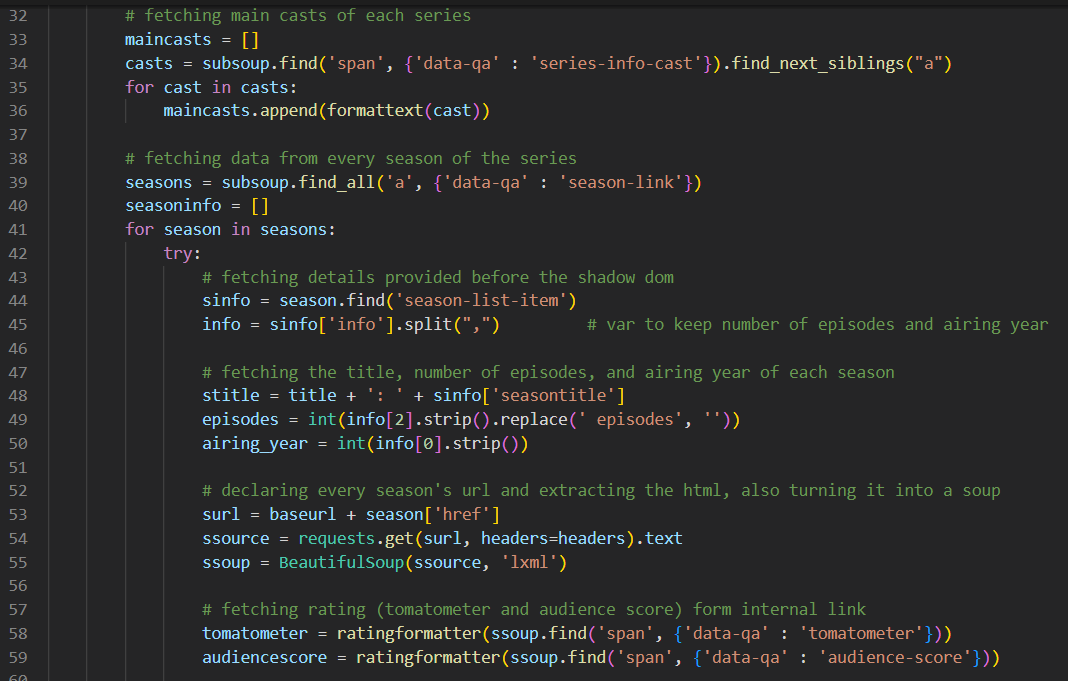 32 # fetching main casts of each series
33 maincasts = []
34 casts = subsoup.find('span', {'data-qa' : 'series-info-cast'}).find_next_siblings("a")
35 for cast in casts:
36 maincasts.append(formattext(cast))
37
38 # fetching data from every season of the series
39 seasons = subsoup.find_all('a', {'data-qa' : 'season-link'})
40 seasoninfo = []
41 for season in seasons:
42 try:
43 # fetching details provided before the shadow dom
44 sinfo = season.find('season-list-item')
45 info = sinfo['info'].split(",") # var to keep number of episodes and airing year
46
47 # fetching the title, number of episodes, and airing year of each season
48 stitle = title + ': ' + sinfo['seasontitle']
49 episodes = int(info[2].strip().replace(' episodes', ''))
50 airing_year = int(info[0].strip())
51
52 # declaring every season's url and extracting the html, also turning it into a soup
53 surl = baseurl + season['href']
54 ssource = requests.get(surl, headers=headers).text
55 ssoup = BeautifulSoup(ssource, 'lxml')
56
57 # fetching rating (tomatometer and audience score) form internal link
58 tomatometer = ratingformatter(ssoup.find('span', {'data-qa' : 'tomatometer'}))
59 audiencescore = ratingformatter(ssoup.find('span', {'data-qa' : 'audience-score'}))
60